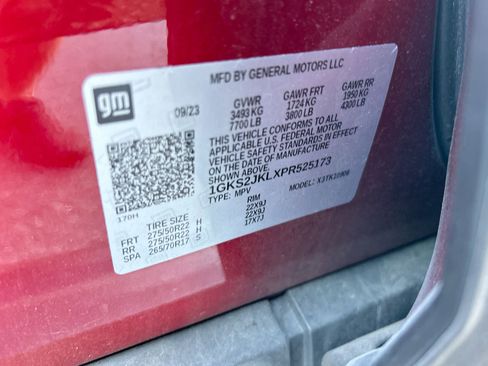 gm
MFD BY GENERAL MOTORS LLC
09/23
GVWR GAWR FRT GAWR RR
3493 KG 1724 KG 1950 KG
7700 LB 3800 LB 4300 LB
THIS VEHICLE CONFORMS TO ALL
APPLICABLE U.S. FEDERAL MOTOR
VEHICLE SAFETY STANDARDS IN
EFFECT ON THE DATE OF MANUFACTURE
SHOWN ABOVE.
1GKS2JKLXPR525173
TYPE: MPV MODEL:
170H
TIRE SIZE RIM
FRT 275/50R22 H 22X9J
RR 275/50R22 H 22X9J
SPA 265/70R17 S 17X7J